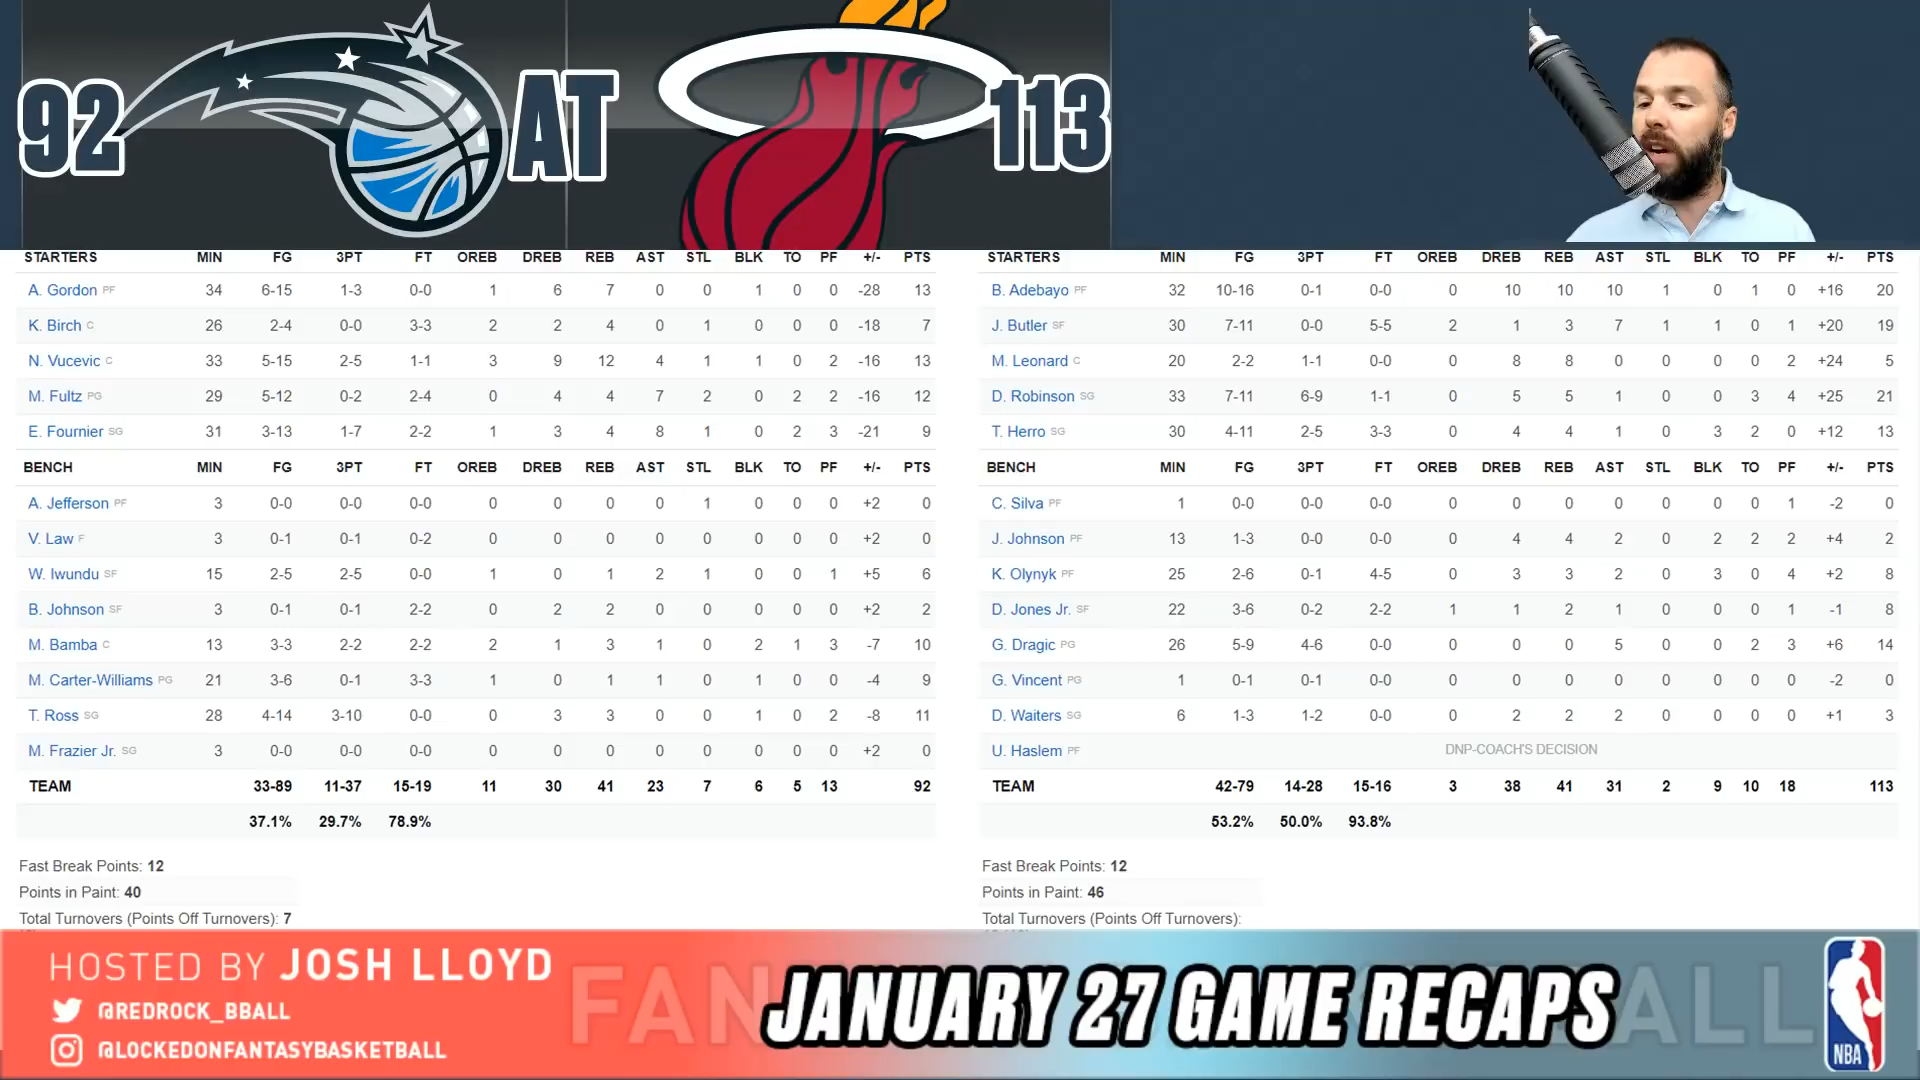 92 AT 113
STARTERS MIN FG 3PT FT OREB DREB REB AST STL BLK TO PF +/- PTS
A. Gordon PF 34 6-15 1-3 0-0 1 6 7 0 0 1 0 0 -28 13
K. Birch C 26 2-4 0-0 3-3 2 2 4 0 1 0 0 0 -18 7
N. Vucevic C 33 5-15 2-5 1-1 3 9 12 4 1 1 0 2 -16 13
M. Fultz PG 29 5-12 0-2 2-4 0 4 4 7 2 0 2 2 -16 12
E. Fournier SG 31 3-13 1-7 2-2 1 3 4 8 1 0 2 3 -21 9
BENCH MIN FG 3PT FT OREB DREB REB AST STL BLK TO PF +/- PTS
A. Jefferson PF 3 0-0 0-0 0-0 0 0 0 0 1 0 0 0 +2 0
V. Law F 3 0-1 0-1 0-2 0 0 0 0 0 0 0 0 +2 0
W. Iwundu SF 15 2-5 2-5 0-0 1 0 1 2 1 0 0 1 +5 6
B. Johnson SF 3 0-1 0-1 2-2 0 2 2 0 0 0 0 0 +2 2
M. Bamba C 13 3-3 2-2 2-2 2 1 3 1 0 2 1 3 -7 10
M. Carter-Williams PG 21 3-6 0-1 3-3 1 0 1 1 0 1 0 0 -4 9
T. Ross SG 28 4-14 3-10 0-0 0 3 3 0 0 1 0 2 -8 11
M. Frazier Jr. SG 3 0-0 0-0 0-0 0 0 0 0 0 0 0 0 +2 0
TEAM 33-89 11-37 15-19 11 30 41 23 7 6 5 13 92
37.1% 29.7% 78.9%
Fast Break Points: 12
Points in Paint: 40
Total Turnovers (Points Off Turnovers): 7
STARTERS MIN FG 3PT FT OREB DREB REB AST STL BLK TO PF +/- PTS
B. Adebayo PF 32 10-16 0-1 0-0 0 10 10 10 1 0 1 0 +16 20
J. Butler SF 30 7-11 0-0 5-5 2 1 3 7 1 1 0 1 +20 19
M. Leonard C 20 2-2 1-1 0-0 0 8 8 0 0 0 0 2 +24 5
D. Robinson SG 33 7-11 6-9 1-1 0 5 5 1 0 0 3 4 +25 21
T. Herro SG 30 4-11 2-5 3-3 0 4 4 1 0 3 2 0 +12 13
BENCH MIN FG 3PT FT OREB DREB REB AST STL BLK TO PF +/- PTS
C. Silva PF 1 0-0 0-0 0-0 0 0 0 0 0 0 0 1 -2 0
J. Johnson PF 13 1-3 0-0 0-0 0 4 4 2 0 2 2 2 +4 2
K. Olynyk PF 25 2-6 0-1 4-5 0 3 3 2 0 3 0 4 +2 8
D. Jones Jr. SF 22 3-6 0-2 2-2 1 1 2 1 0 0 0 1 -1 8
G. Dragic PG 26 5-9 4-6 0-0 0 0 0 5 0 0 2 3 +6 14
G. Vincent PG 1 0-1 0-1 0-0 0 0 0 0 0 0 0 0 -2 0
D. Waiters SG 6 1-3 1-2 0-0 0 2 2 2 0 0 0 0 +1 3
U. Haslem PF DNP-COACH'S DECISION
TEAM 42-79 14-28 15-16 3 38 41 31 2 9 10 18 113
53.2% 50.0% 93.8%
Fast Break Points: 12
Points in Paint: 46
Total Turnovers (Points Off Turnovers):
HOSTED BY JOSH LLOYD
@REDROCK_BBALL
@LOCKEDONFANTASYBASKETBALL
JANUARY 27 GAME RECAPS
NBA